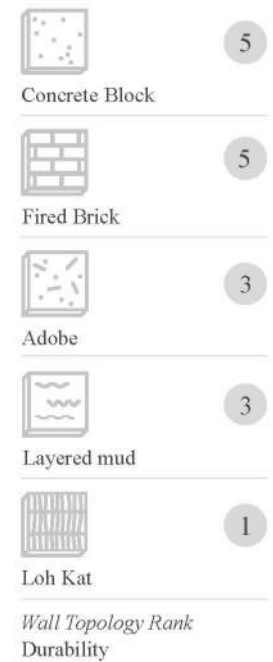 5
Concrete Block
5
Fired Brick
3
Adobe
3
Layered mud
1
Loh Kat
Wall Topology Rank
Durability